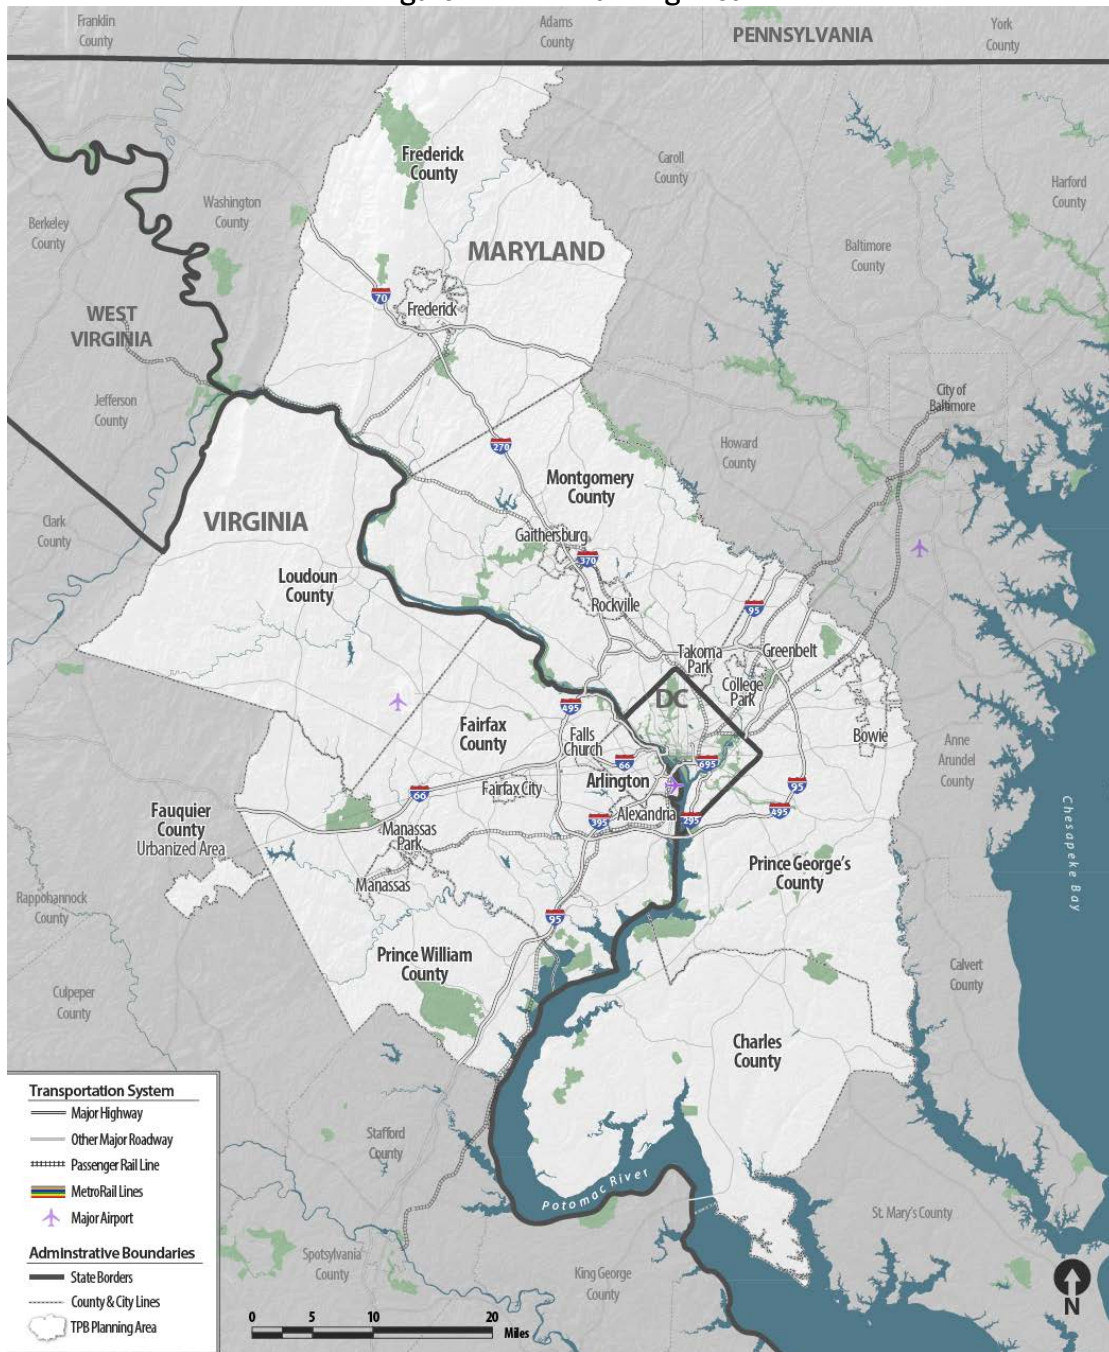 Franklin
County
Adams
County
PENNSYLVANIA
York
County
Frederick
County
Caroll
County
Harford
County
Washington
County
Berkeley
County
MARYLAND
Baltimore
County
70
Frederick
WEST
VIRGINIA
Jefferson
County
City of
Baltimore
270
Howard
County
Montgomery
County
Clark
County
VIRGINIA
Gaithersburg
370
Loudoun
County
Rockville
95
Takoma
Park
Greenbelt
College
Park
DC
495
Fairfax
County
Falls
Church
66
695
Bowie
Anne
Arundel
County
Arlington
Fairfax City
66
95
495
395
Alexandria
295
Fauquier
County
Urbanized Area
Manassas
Park
Manassas
Prince George's
County
Chesapeke Bay
Rappohannock
County
95
Prince William
County
Calvert
County
Culpeper
County
Charles
County
Transportation System
Major Highway
Other Major Roadway
Passenger Rail Line
MetroRail Lines
Major Airport
Adminstrative Boundaries
State Borders
County & City Lines
TPB Planning Area
Stafford
County
Potomac River
St. Mary's County
Spotsylvania
County
King George
County
N
0 5 10 20
Miles